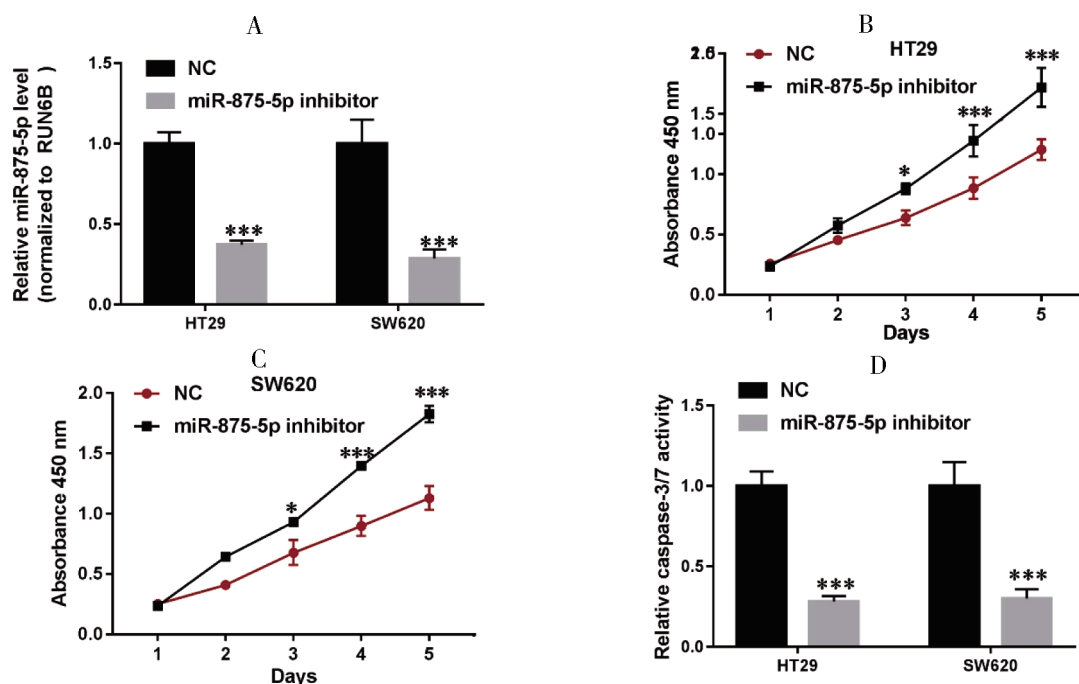 A
Relative miR-875-5p level
(normalized to RUN6B)
1.5
1.0
0.5
0.0
NC
miR-875-5p inhibitor
***
***
HT29
SW620
B
HT29
Absorbance 450 nm
1.5
1.0
1.0
0.5
0.0
NC
miR-875-5p inhibitor
*
***
***
1 2 3 4 5
Days
C
SW620
Absorbance 450 nm
2.0
1.5
1.0
0.5
0.0
NC
miR-875-5p inhibitor
*
***
***
1 2 3 4 5
Days
D
Relative caspase-3/7 activity
1.5
1.0
0.5
0.0
NC
miR-875-5p inhibitor
***
***
HT29
SW620